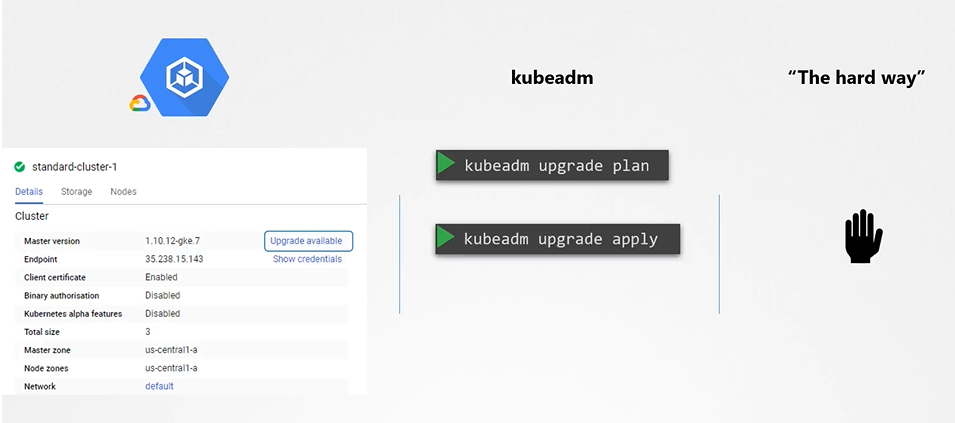 kubeadm
“The hard way”
standard-cluster-1
Details Storage Nodes
Cluster
Master version 1.10.12-gke.7 Upgrade available
Endpoint 35.238.15.143 Show credentials
Client certificate Enabled
Binary authorisation Disabled
Kubernetes alpha features Disabled
Total size 3
Master zone us-central1-a
Node zones us-central1-a
Network default
kubeadm upgrade plan
kubeadm upgrade apply